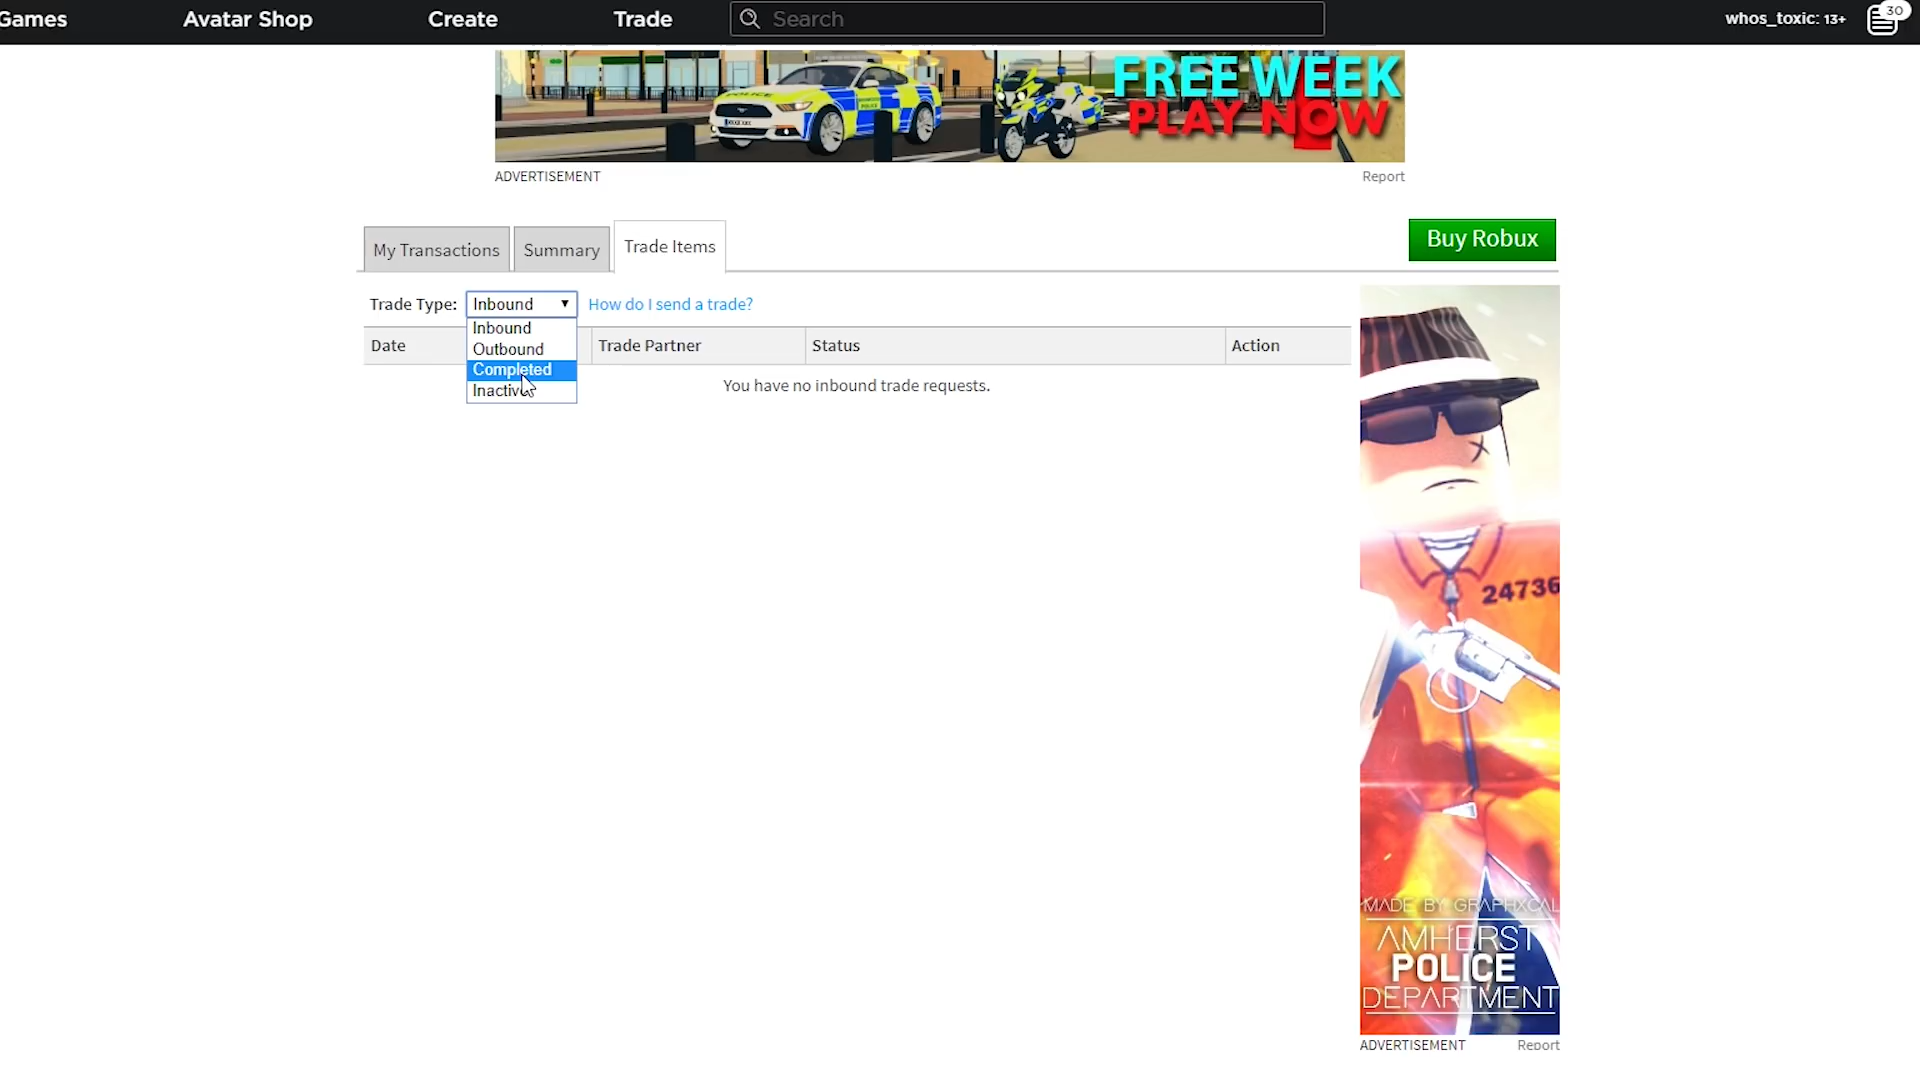 Games
Avatar Shop
Create
Trade
Search
whos_toxic: 13+
30
POLICE
FREE WEEK
PLAY NOW
ADVERTISEMENT
Report
My Transactions
Summary
Trade Items
Buy Robux
Trade Type:
Inbound
How do I send a trade?
Inbound
Outbound
Completed
Inactive
Date
Trade Partner
Status
Action
You have no inbound trade requests.
24736
MADE BY GRAPHXCAL
AMHERST
POLICE
DEPARTMENT
ADVERTISEMENT
Report